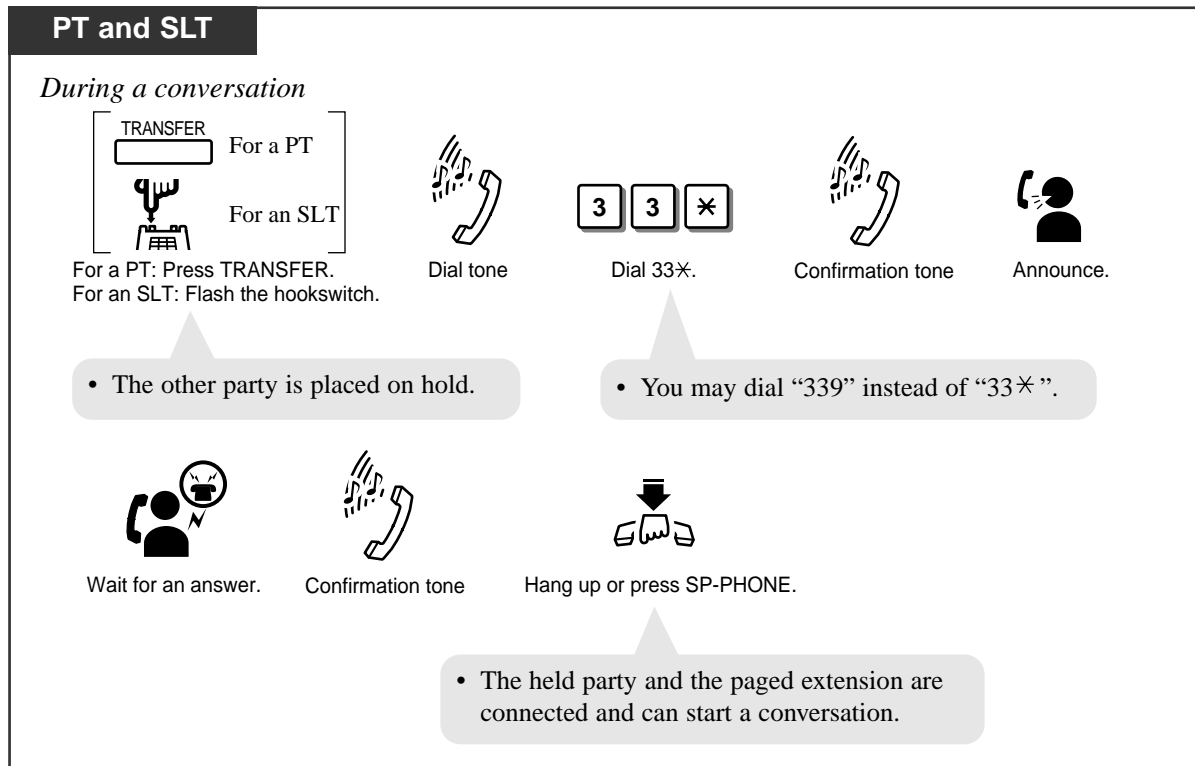 PT and SLT
During a conversation
TRANSFER
For a PT
For an SLT
3 3 ✳
For a PT: Press TRANSFER.
For an SLT: Flash the hookswitch.
Dial tone
Dial 33✳.
Confirmation tone
Announce.
• The other party is placed on hold.
• You may dial “339” instead of “33✳”.
Wait for an answer.
Confirmation tone
Hang up or press SP-PHONE.
• The held party and the paged extension are
connected and can start a conversation.